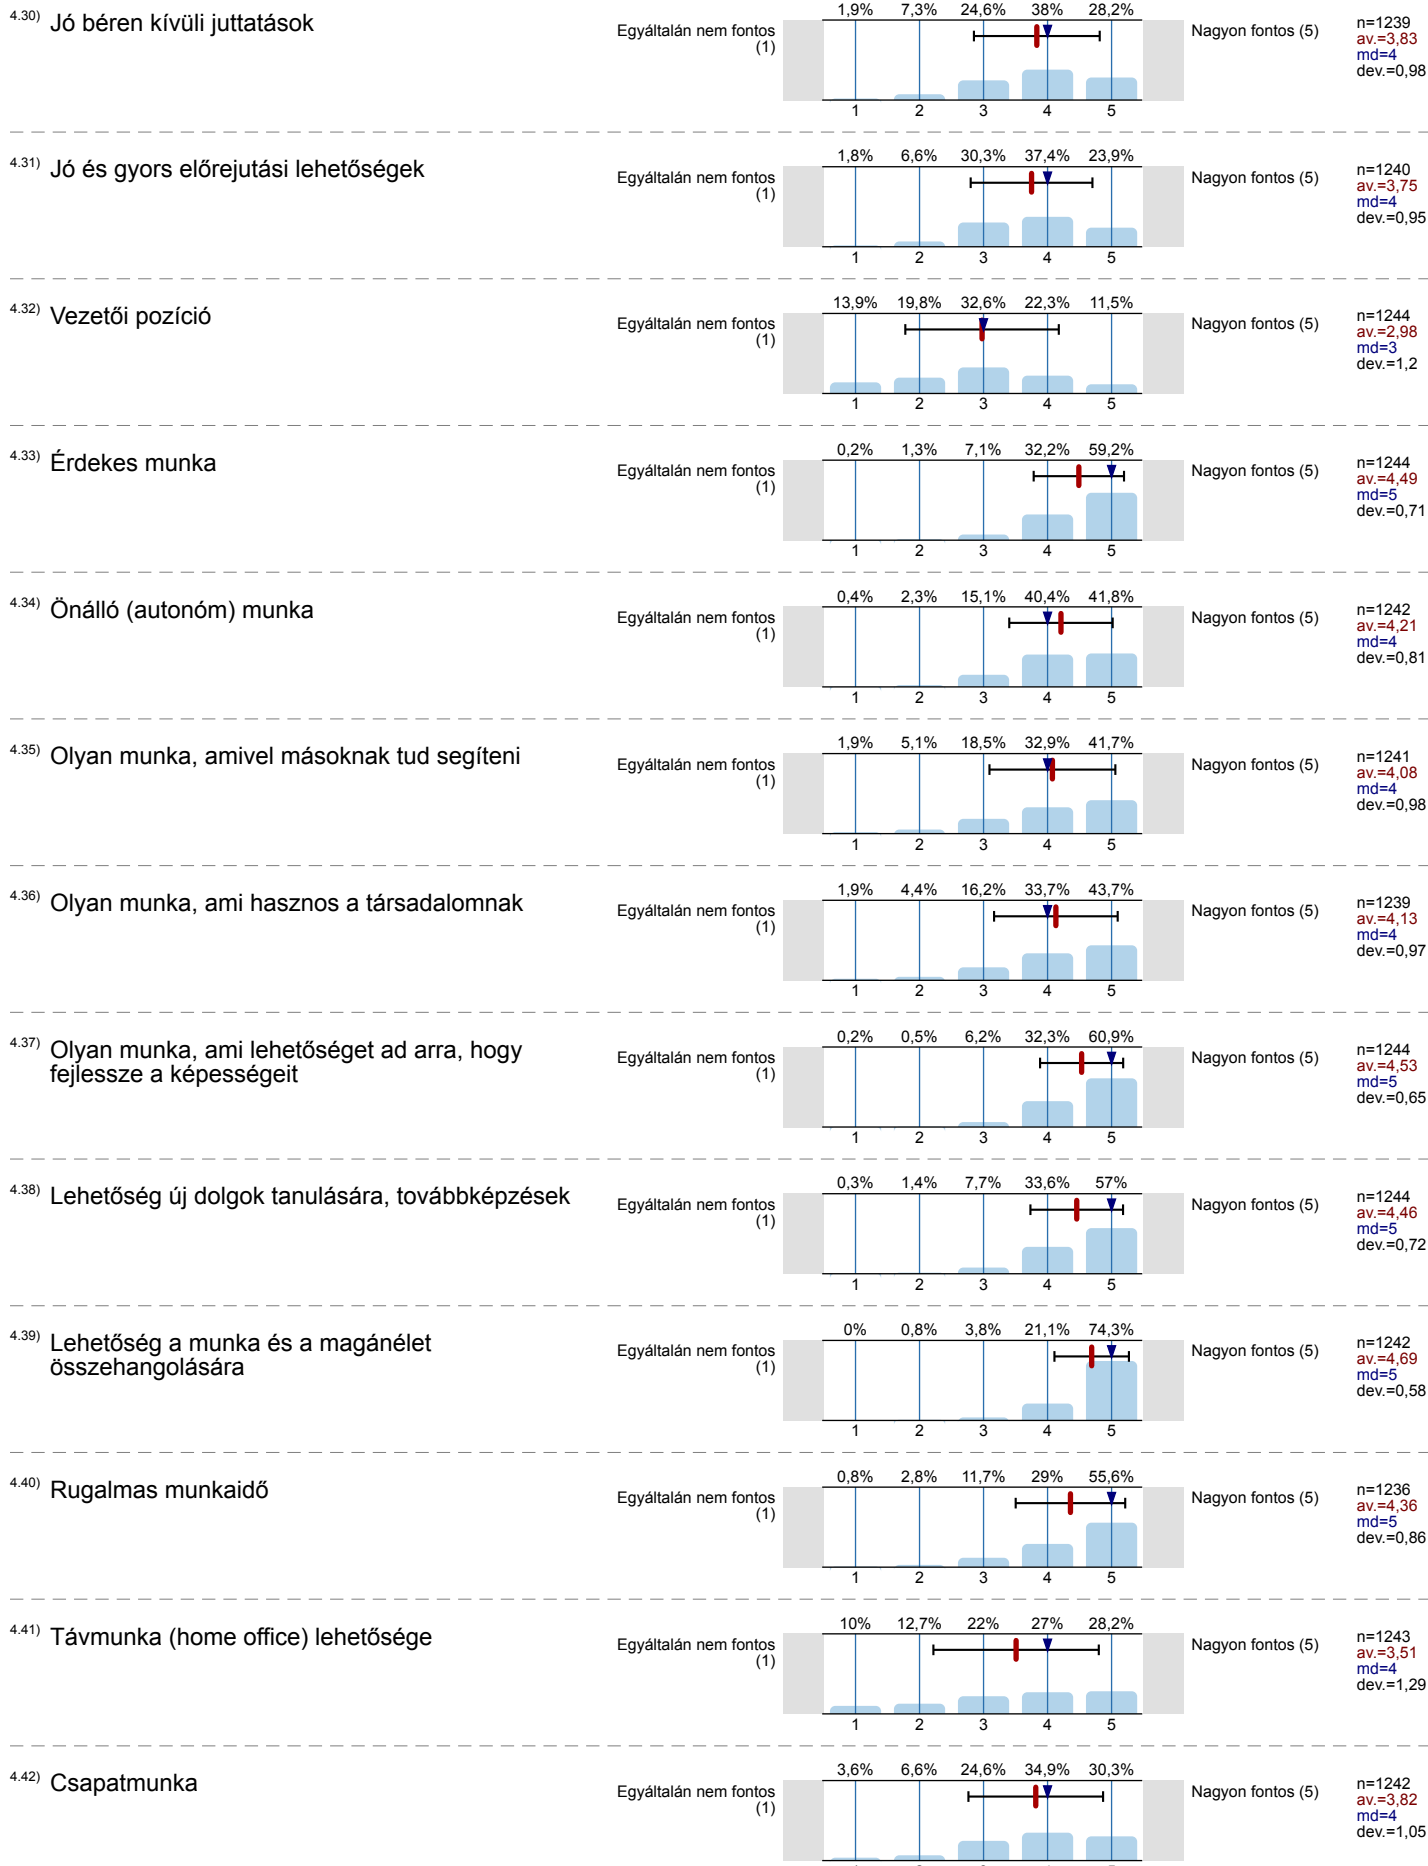 4.30) Jó béren kívüli juttatások
Egyáltalán nem fontos
(1)
1,9% 7,3% 24,6% 38% 28,2%
1 2 3 4 5
Nagyon fontos (5)
n=1239
av.=3,83
md=4
dev.=0,98
4.31) Jó és gyors előrejutási lehetőségek
Egyáltalán nem fontos
(1)
1,8% 6,6% 30,3% 37,4% 23,9%
1 2 3 4 5
Nagyon fontos (5)
n=1240
av.=3,75
md=4
dev.=0,95
4.32) Vezetői pozíció
Egyáltalán nem fontos
(1)
13,9% 19,8% 32,6% 22,3% 11,5%
1 2 3 4 5
Nagyon fontos (5)
n=1244
av.=2,98
md=3
dev.=1,2
4.33) Érdekes munka
Egyáltalán nem fontos
(1)
0,2% 1,3% 7,1% 32,2% 59,2%
1 2 3 4 5
Nagyon fontos (5)
n=1244
av.=4,49
md=5
dev.=0,71
4.34) Önálló (autonóm) munka
Egyáltalán nem fontos
(1)
0,4% 2,3% 15,1% 40,4% 41,8%
1 2 3 4 5
Nagyon fontos (5)
n=1242
av.=4,21
md=4
dev.=0,81
4.35) Olyan munka, amivel másoknak tud segíteni
Egyáltalán nem fontos
(1)
1,9% 5,1% 18,5% 32,9% 41,7%
1 2 3 4 5
Nagyon fontos (5)
n=1241
av.=4,08
md=4
dev.=0,98
4.36) Olyan munka, ami hasznos a társadalomnak
Egyáltalán nem fontos
(1)
1,9% 4,4% 16,2% 33,7% 43,7%
1 2 3 4 5
Nagyon fontos (5)
n=1239
av.=4,13
md=4
dev.=0,97
4.37) Olyan munka, ami lehetőséget ad arra, hogy
fejlessze a képességeit
Egyáltalán nem fontos
(1)
0,2% 0,5% 6,2% 32,3% 60,9%
1 2 3 4 5
Nagyon fontos (5)
n=1244
av.=4,53
md=5
dev.=0,65
4.38) Lehetőség új dolgok tanulására, továbbképzések
Egyáltalán nem fontos
(1)
0,3% 1,4% 7,7% 33,6% 57%
1 2 3 4 5
Nagyon fontos (5)
n=1244
av.=4,46
md=5
dev.=0,72
4.39) Lehetőség a munka és a magánélet
összehangolására
Egyáltalán nem fontos
(1)
0% 0,8% 3,8% 21,1% 74,3%
1 2 3 4 5
Nagyon fontos (5)
n=1242
av.=4,69
md=5
dev.=0,58
4.40) Rugalmas munkaidő
Egyáltalán nem fontos
(1)
0,8% 2,8% 11,7% 29% 55,6%
1 2 3 4 5
Nagyon fontos (5)
n=1236
av.=4,36
md=5
dev.=0,86
4.41) Távmunka (home office) lehetősége
Egyáltalán nem fontos
(1)
10% 12,7% 22% 27% 28,2%
1 2 3 4 5
Nagyon fontos (5)
n=1243
av.=3,51
md=4
dev.=1,29
4.42) Csapatmunka
Egyáltalán nem fontos
(1)
3,6% 6,6% 24,6% 34,9% 30,3%
Nagyon fontos (5)
n=1242
av.=3,82
md=4
dev.=1,05